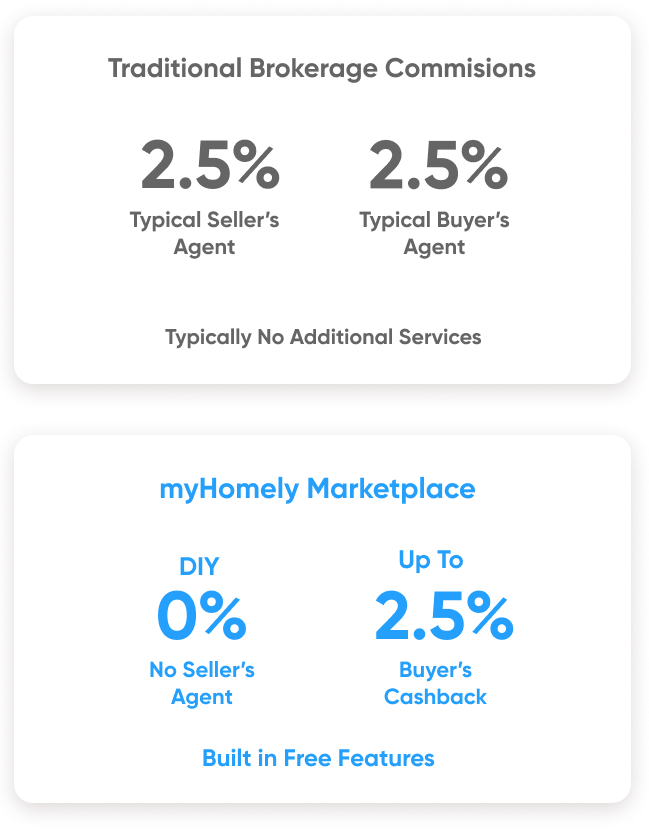 Traditional Brokerage Commisions
2.5% 2.5%
Typical Seller’s Typical Buyer’s
Agent Agent
Typically No Additional Services
myHomely Marketplace
DIY Up To
0% 2.5%
No Seller’s Buyer’s
Agent Cashback
Built in Free Features